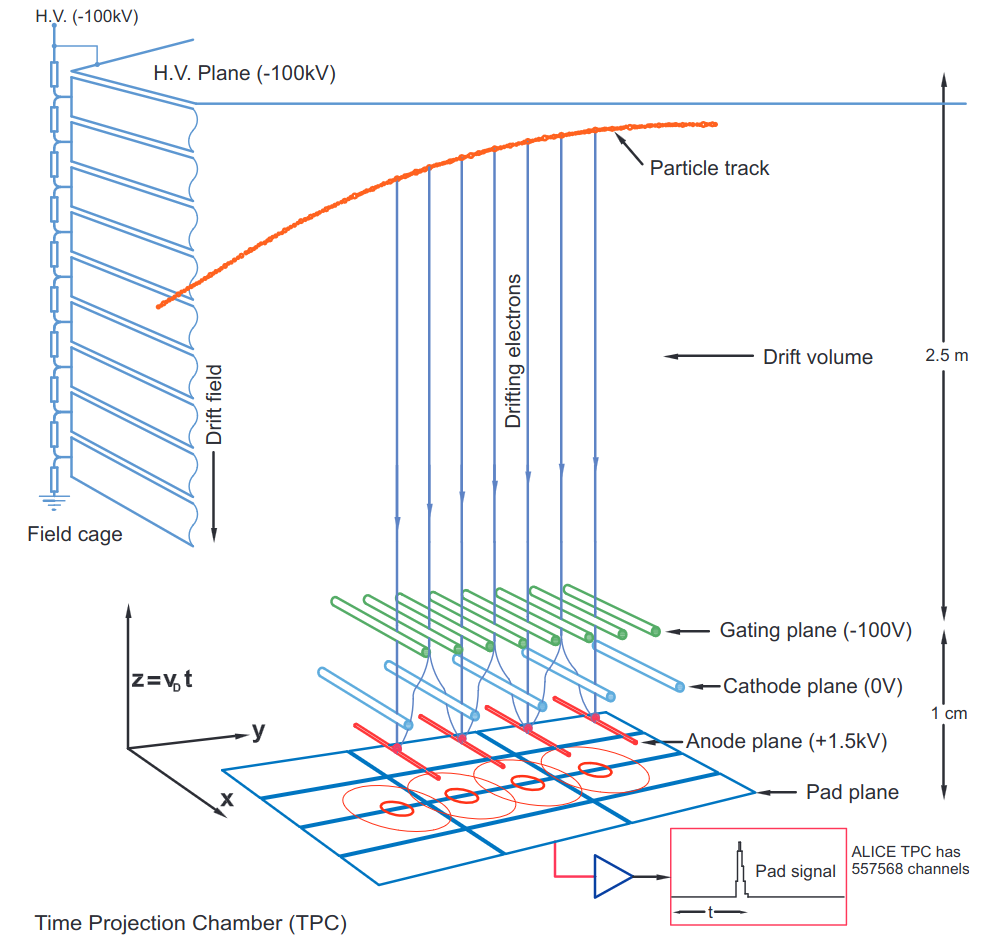 H.V. (-100kV)
H.V. Plane (-100kV)
Particle track
Drifting electrons
Drift volume
2.5 m
Drift field
Field cage
Gating plane (-100V)
z=vDt
Cathode plane (0V)
1 cm
y
Anode plane (+1.5kV)
x
Pad plane
ALICE TPC has
557568 channels
Pad signal
t
Time Projection Chamber (TPC)